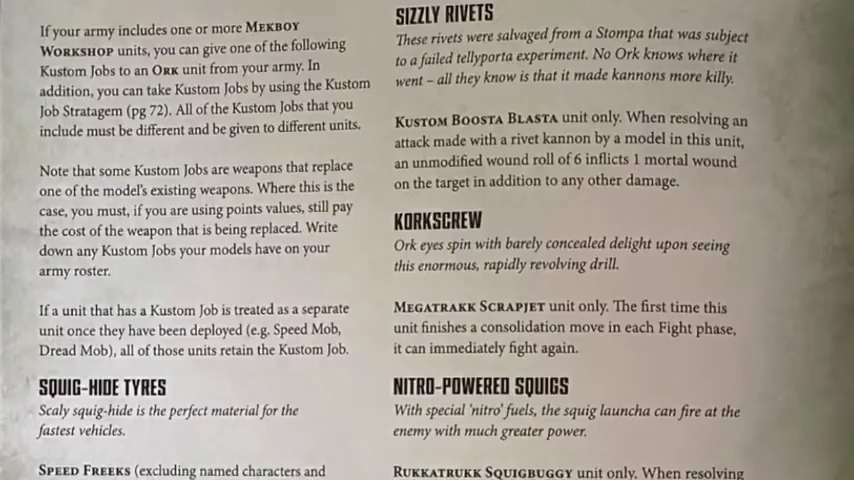 If your army includes one or more MEKBOY
WORKSHOP units, you can give one of the following
Kustom Jobs to an ORK unit from your army. In
addition, you can take Kustom Jobs by using the Kustom
Job Stratagem (pg 72). All of the Kustom Jobs that you
include must be different and be given to different units.
Note that some Kustom Jobs are weapons that replace
one of the model's existing weapons. Where this is the
case, you must, if you are using points values, still pay
the cost of the weapon that is being replaced. Write
down any Kustom Jobs your models have on your
army roster.
If a unit that has a Kustom Job is treated as a separate
unit once they have been deployed (e.g. Speed Mob,
Dread Mob), all of those units retain the Kustom Job.
SQUIG-HIDE TYRES
Scaly squig-hide is the perfect material for the
fastest vehicles.
SPEED FREEKS (excluding named characters and
SIZZLY RIVETS
These rivets were salvaged from a Stompa that was subject
to a failed tellyporta experiment. No Ork knows where it
went – all they know is that it made kannons more killy.
KUSTOM BOOSTA BLASTA unit only. When resolving an
attack made with a rivet kannon by a model in this unit,
an unmodified wound roll of 6 inflicts 1 mortal wound
on the target in addition to any other damage.
KORKSCREW
Ork eyes spin with barely concealed delight upon seeing
this enormous, rapidly revolving drill.
MEGATRAKK SCRAPJET unit only. The first time this
unit finishes a consolidation move in each Fight phase,
it can immediately fight again.
NITRO-POWERED SQUIGS
With special 'nitro' fuels, the squig launcha can fire at the
enemy with much greater power.
RUKKATRUKK SQUIGBUGGY unit only. When resolving